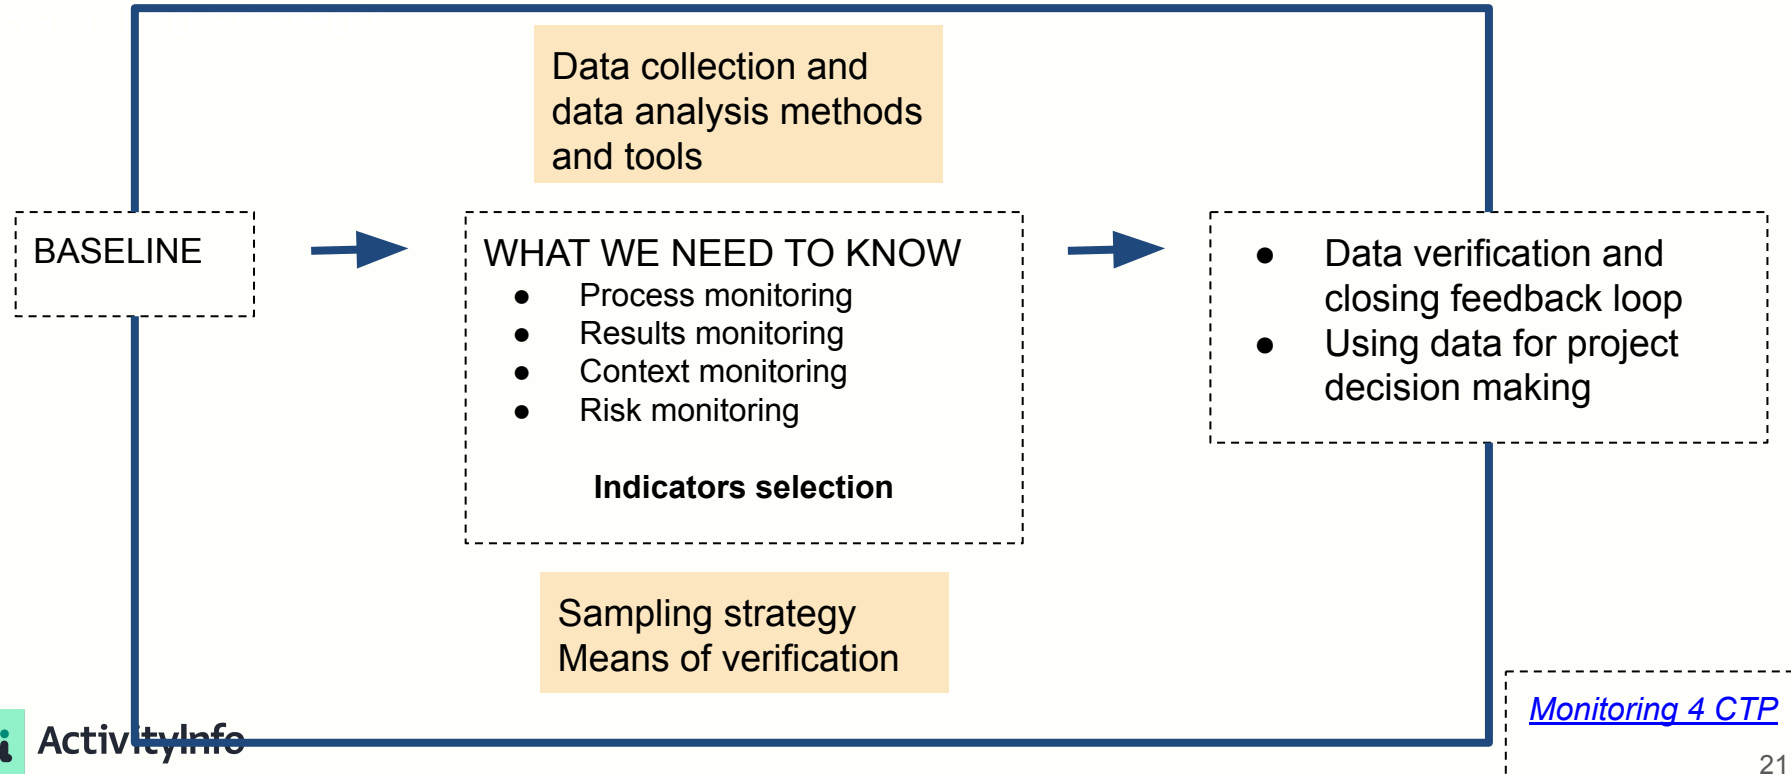 Data collection and
data analysis methods
and tools
BASELINE
WHAT WE NEED TO KNOW
● Process monitoring
● Results monitoring
● Context monitoring
● Risk monitoring
Indicators selection
● Data verification and
closing feedback loop
● Using data for project
decision making
Sampling strategy
Means of verification
ActivityInfo
Monitoring 4 CTP
21